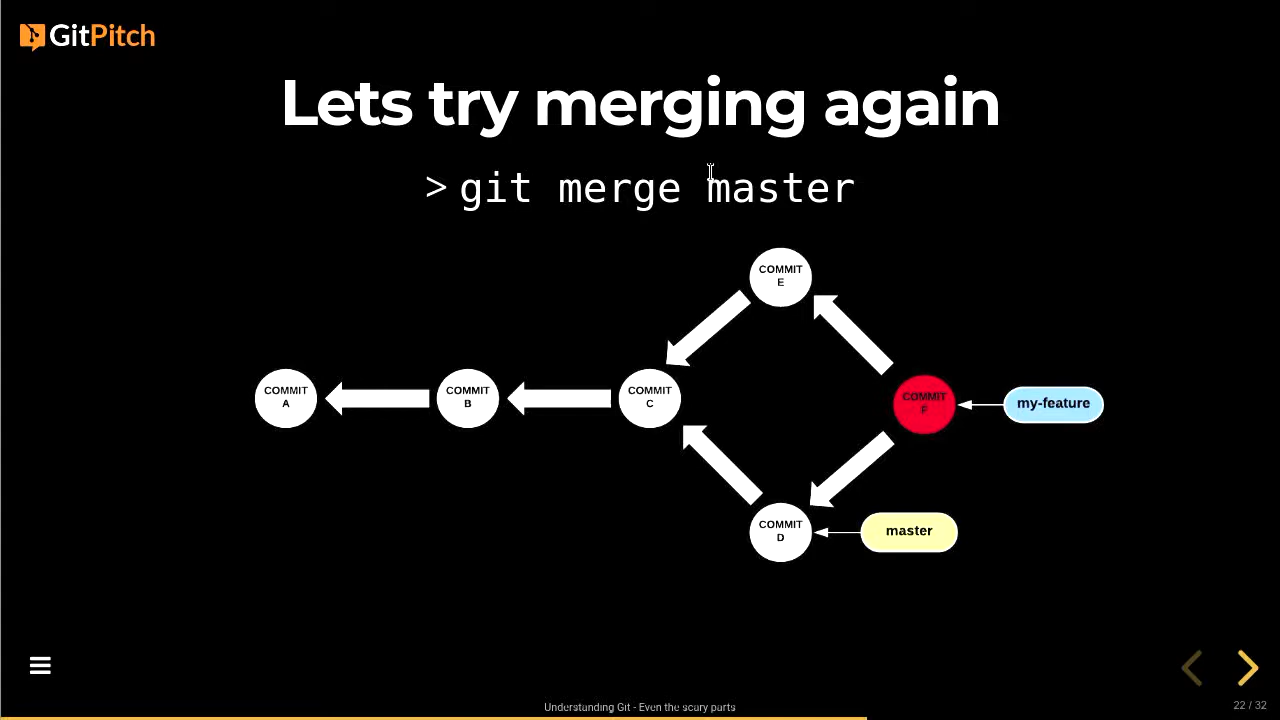 GitPitch
Lets try merging again
> git merge master
COMMIT
E
COMMIT
A
COMMIT
B
COMMIT
C
COMMIT
F
my-feature
COMMIT
D
master
Understanding Git - Even the scary parts
22 / 32